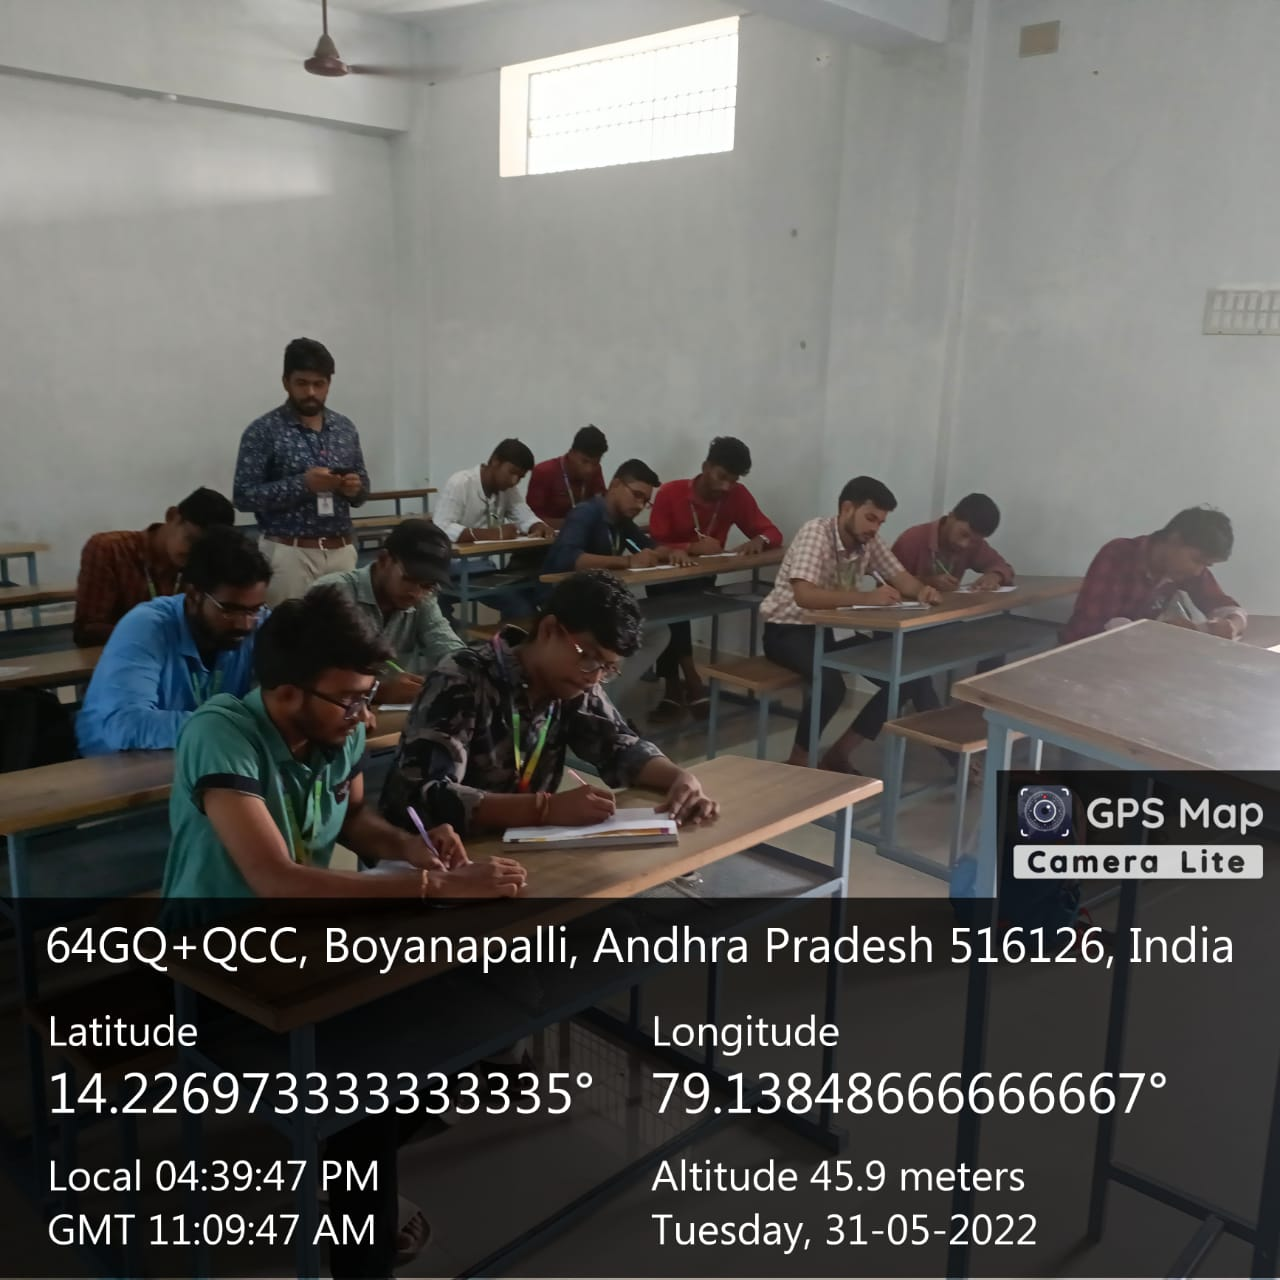 GPS Map
Camera Lite
64GQ+QCC, Boyanapalli, Andhra Pradesh 516126, India
Latitude
14.226973333333335°
Longitude
79.13848666666667°
Local 04:39:47 PM
GMT 11:09:47 AM
Altitude 45.9 meters
Tuesday, 31-05-2022